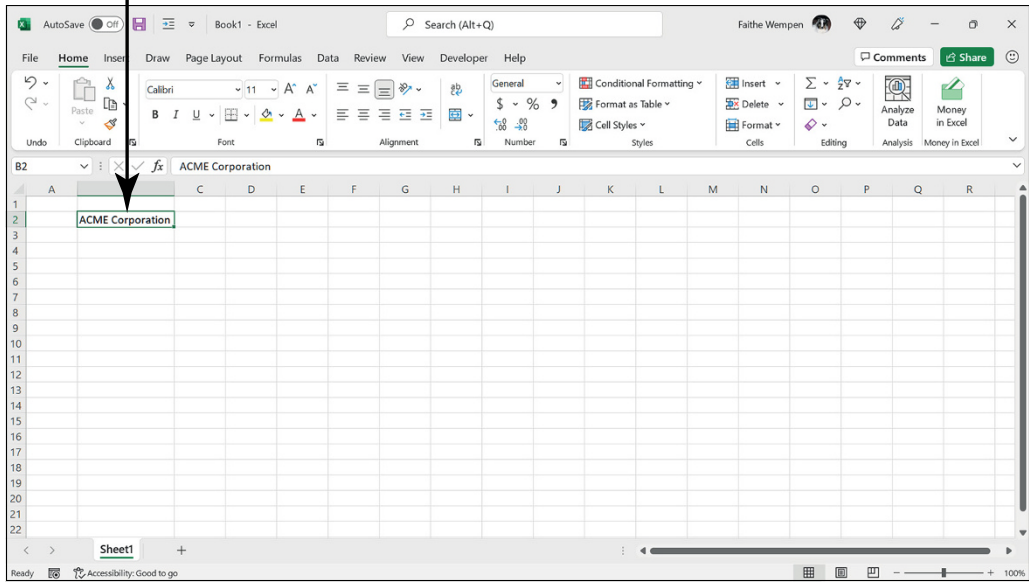 AutoSave Off Book1 - Excel Search (Alt+Q) Faithe Wempen
File Home Insert Draw Page Layout Formulas Data Review View Developer Help Comments Share
Paste
Calibri 11 A^ A˅
B I U A
ab
General
$ % 9
.00 .00
Conditional Formatting
Format as Table
Cell Styles
Insert
Delete
Format
Analyze Data
Money in Excel
Undo Clipboard Font Alignment Number Styles Cells Editing Analysis Money in Excel
B2 fx ACME Corporation
A C D E F G H I J K L M N O P Q R
1
2 ACME Corporation
3
4
5
6
7
8
9
10
11
12
13
14
15
16
17
18
19
20
21
22
Sheet1 +
Ready Accessibility: Good to go 100%